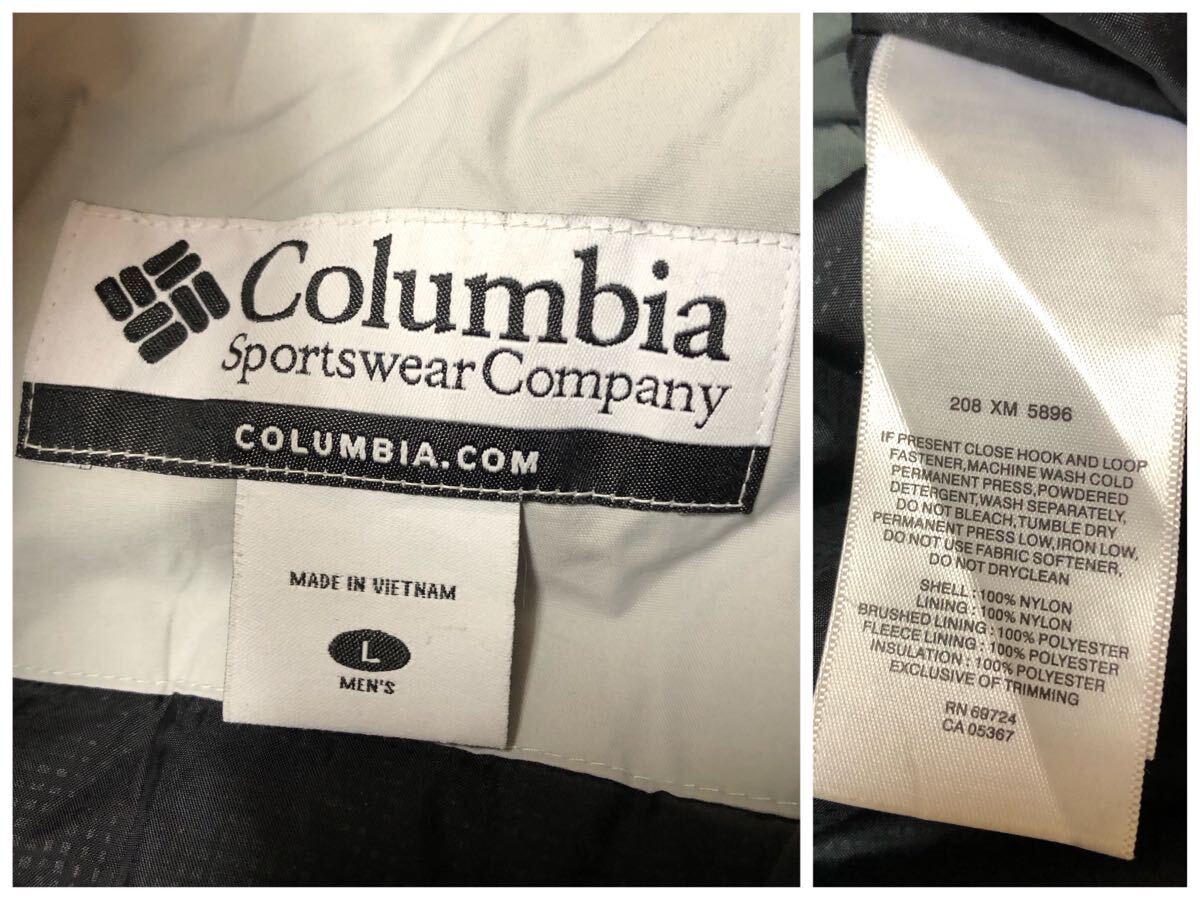 Columbia
Sportswear Company
COLUMBIA.COM
MADE IN VIETNAM
L
MEN'S
208 XM 5896
IF PRESENT CLOSE HOOK AND LOOP
FASTENER,MACHINE WASH COLD
PERMANENT PRESS,POWDERED
DETERGENT,WASH SEPARATELY,
DO NOT BLEACH,TUMBLE DRY
PERMANENT PRESS LOW,IRON LOW,
DO NOT USE FABRIC SOFTENER,
DO NOT DRYCLEAN
SHELL : 100% NYLON
LINING : 100% NYLON
BRUSHED LINING : 100% POLYESTER
FLEECE LINING : 100% POLYESTER
INSULATION : 100% POLYESTER
EXCLUSIVE OF TRIMMING
RN 69724
CA 05367